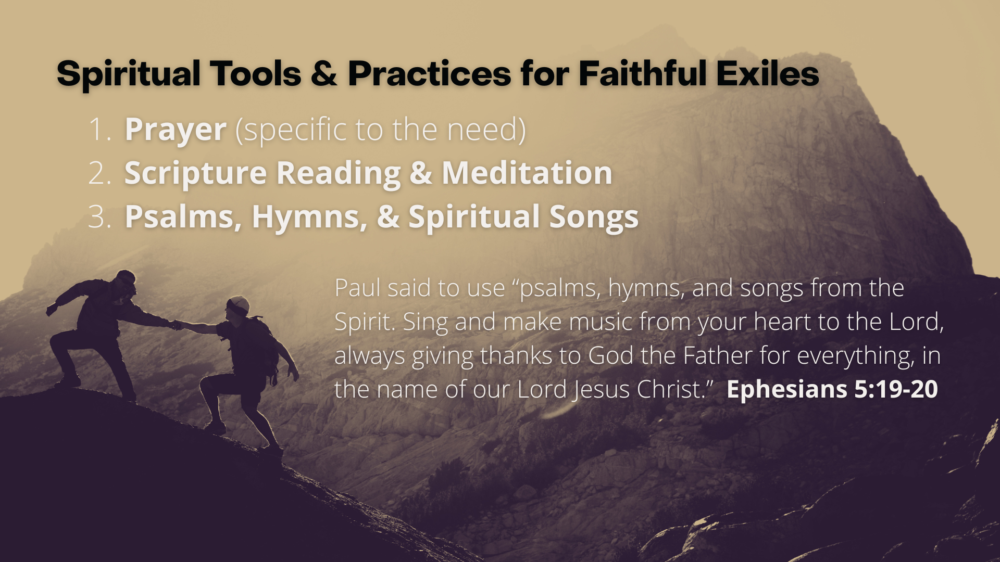 Spiritual Tools & Practices for Faithful Exiles
1. Prayer (specific to the need)
2. Scripture Reading & Meditation
3. Psalms, Hymns, & Spiritual Songs
Paul said to use “psalms, hymns, and songs from the
Spirit. Sing and make music from your heart to the Lord,
always giving thanks to God the Father for everything, in
the name of our Lord Jesus Christ.” Ephesians 5:19-20